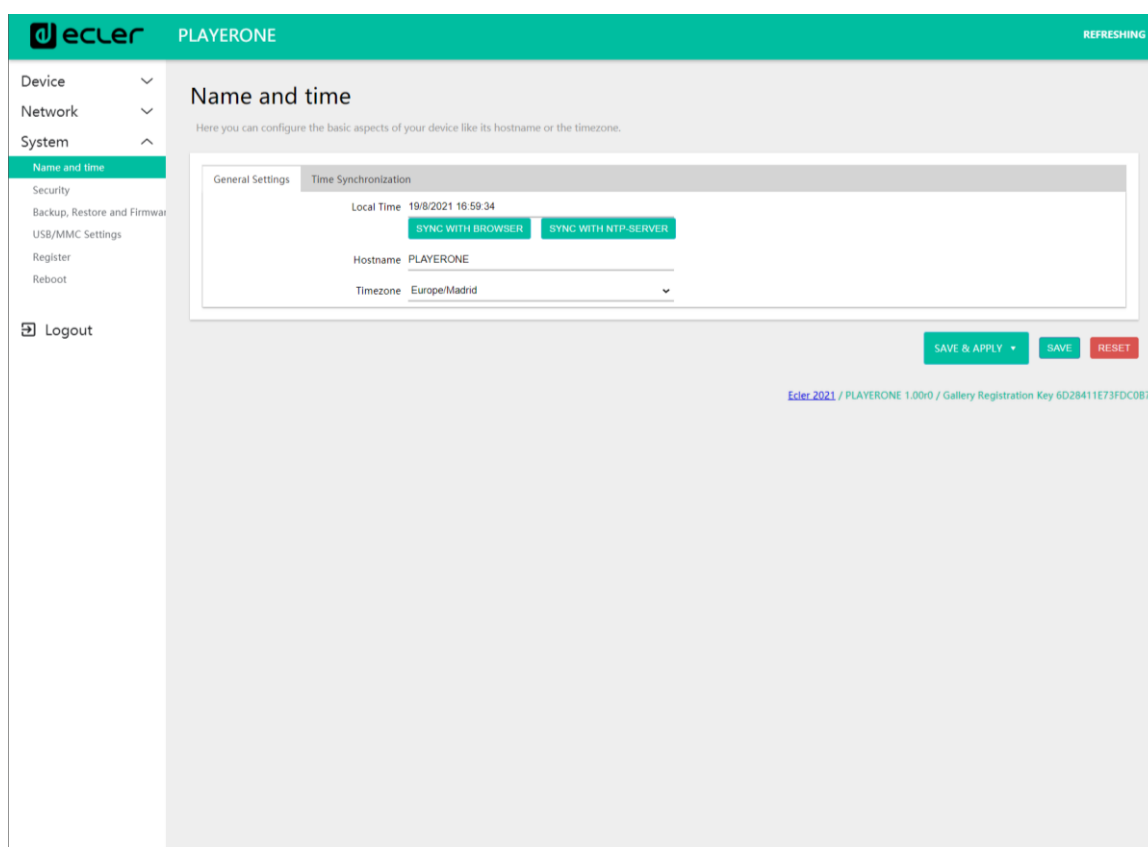 ecler PLAYERONE REFRESHING
Device
Network
System
Name and time
Security
Backup, Restore and Firmwar
USB/MMC Settings
Register
Reboot
Logout
Name and time
Here you can configure the basic aspects of your device like its hostname or the timezone.
General Settings Time Synchronization
Local Time 19/8/2021 16:59:34
SYNC WITH BROWSER SYNC WITH NTP-SERVER
Hostname PLAYERONE
Timezone Europe/Madrid
SAVE & APPLY SAVE RESET
Ecler 2021 / PLAYERONE 1.00r0 / Gallery Registration Key 6D28411E73FDC0B7